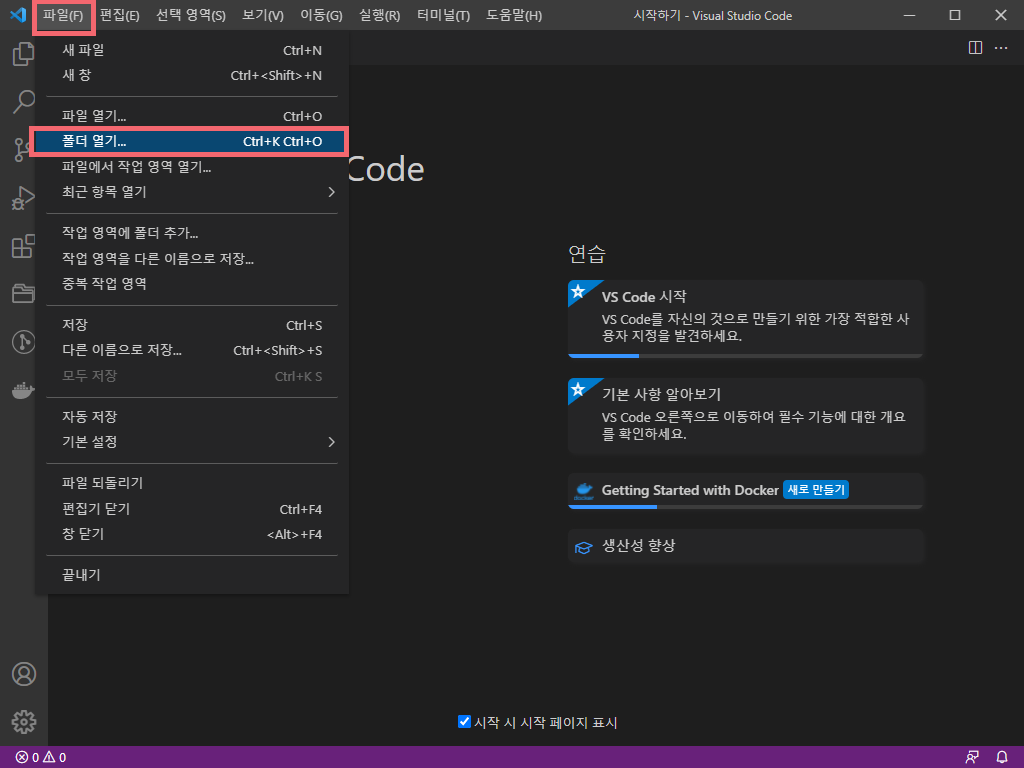 파일(F) 편집(E) 선택 영역(S) 보기(V) 이동(G) 실행(R) 터미널(T) 도움말(H) 시작하기 - Visual Studio Code
새 파일 Ctrl+N
새 창 Ctrl+<Shift>+N
파일 열기... Ctrl+O
폴더 열기... Ctrl+K Ctrl+O
파일에서 작업 영역 열기...
최근 항목 열기
작업 영역에 폴더 추가...
작업 영역을 다른 이름으로 저장...
중복 작업 영역
저장 Ctrl+S
다른 이름으로 저장... Ctrl+<Shift>+S
모두 저장 Ctrl+K S
자동 저장
기본 설정
파일 되돌리기
편집기 닫기 Ctrl+F4
창 닫기 <Alt>+F4
끝내기
Code
연습
VS Code 시작
VS Code를 자신의 것으로 만들기 위한 가장 적합한 사
용자 지정을 발견하세요.
기본 사항 알아보기
VS Code 오른쪽으로 이동하여 필수 기능에 대한 개요
를 확인하세요.
docker
Getting Started with Docker 새로 만들기
생산성 향상
시작 시 시작 페이지 표시
0 0